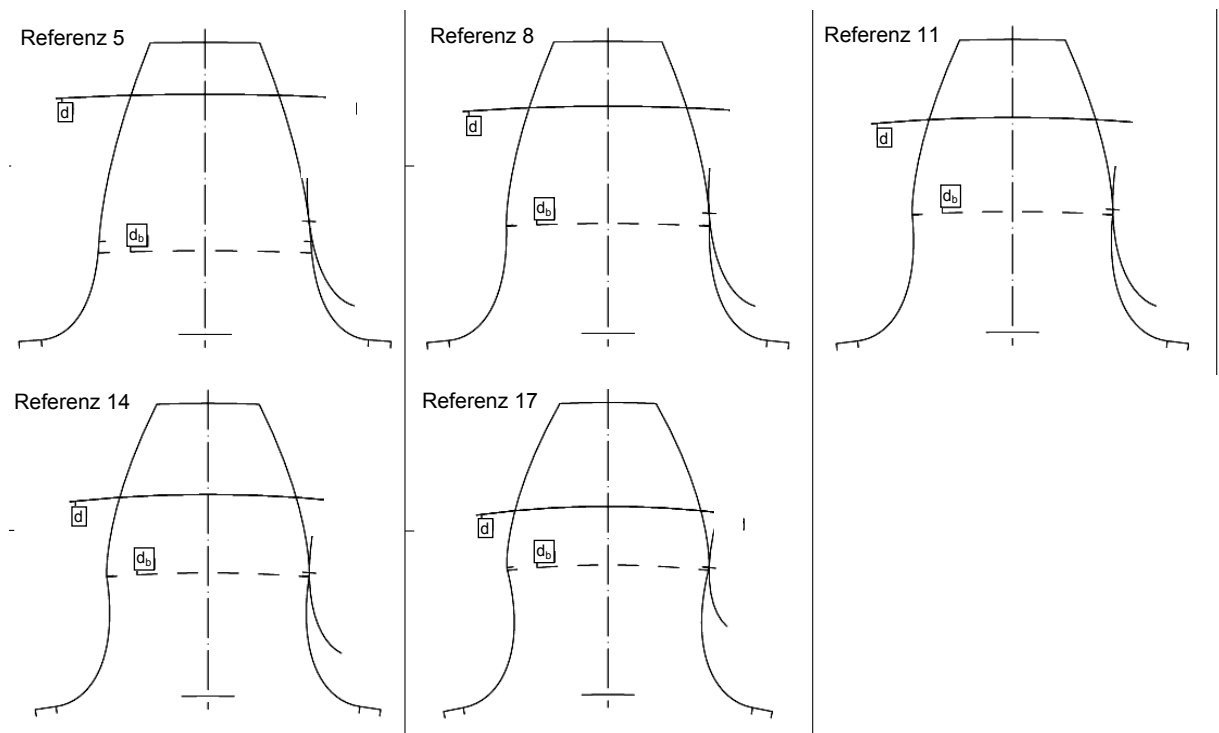 Referenz 5
d
d_b
Referenz 8
d
d_b
Referenz 11
d
d_b
Referenz 14
d
d_b
Referenz 17
d
d_b